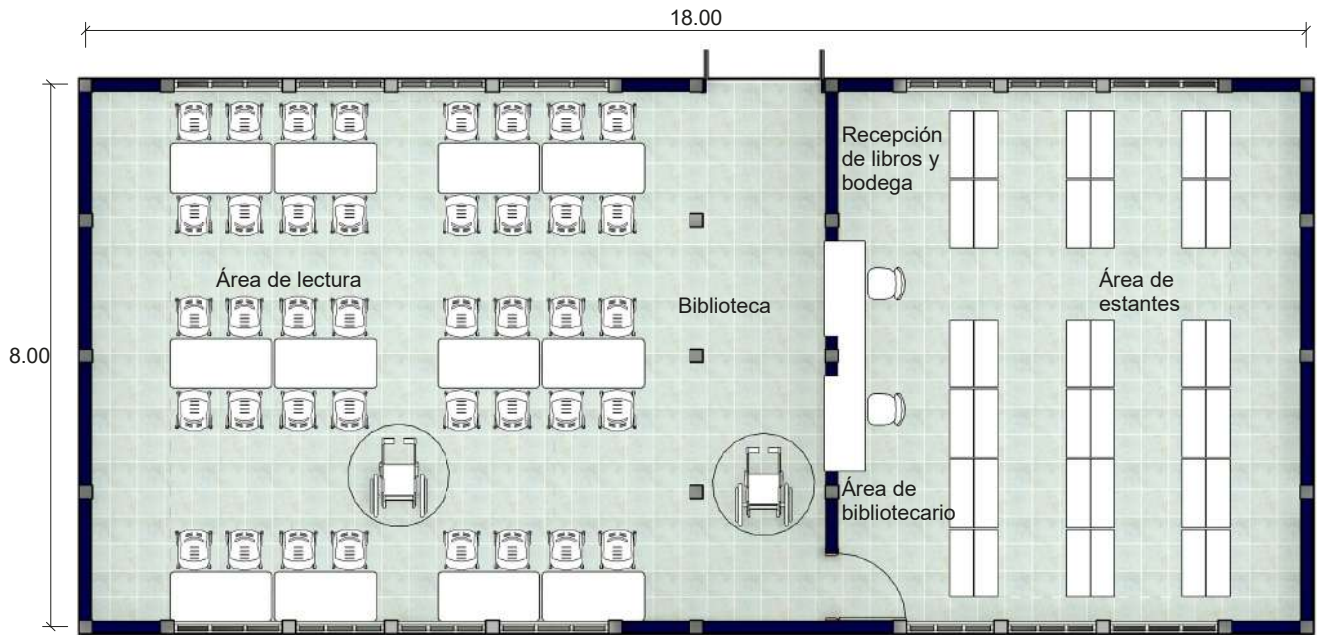 18.00
Recepción
de libros y
bodega
Área de lectura
Biblioteca
Área de
estantes
8.00
Área de
bibliotecario